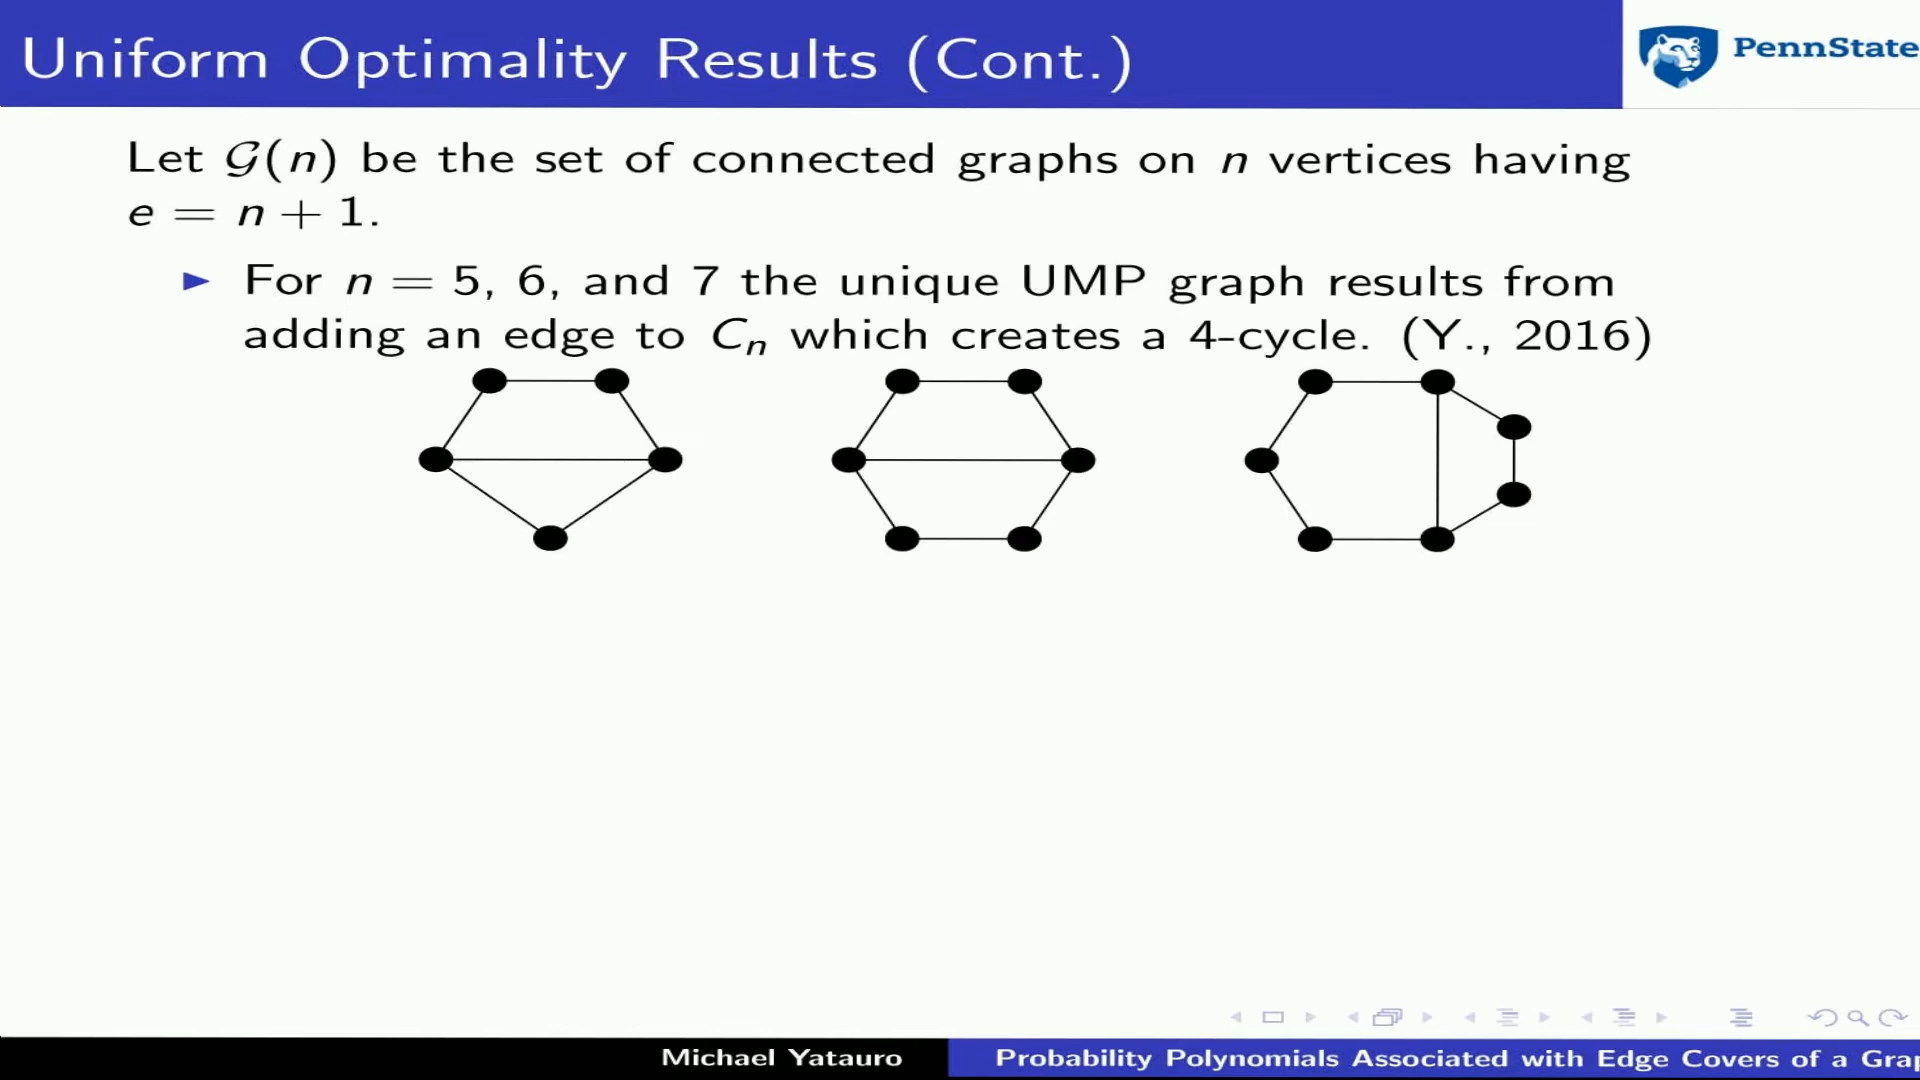 Uniform Optimality Results (Cont.)
PennState
Let 𝒢(n) be the set of connected graphs on n vertices having
e = n + 1.
▶ For n = 5, 6, and 7 the unique UMP graph results from
adding an edge to Cₙ which creates a 4-cycle. (Y., 2016)
Michael Yatauro
Probability Polynomials Associated with Edge Covers of a Grap